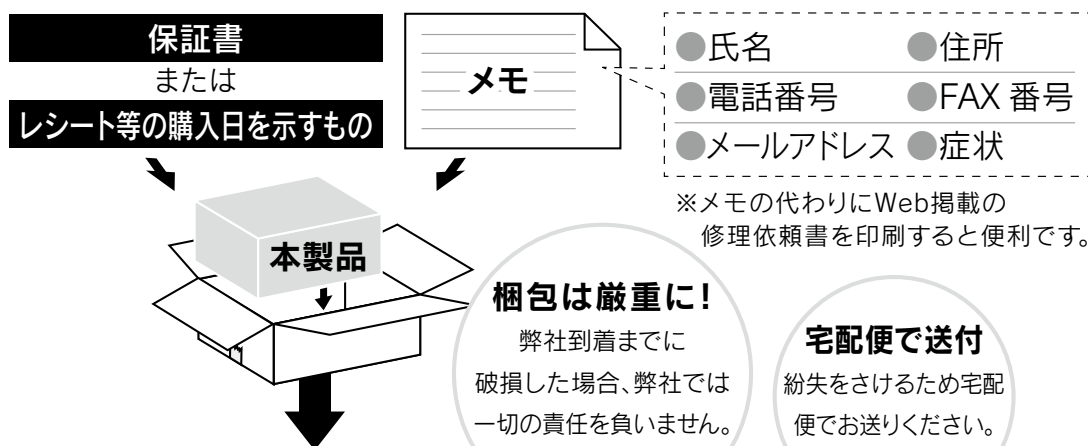 保証書
または
レシート等の購入日を示すもの
メモ
●氏名 ●住所
●電話番号 ●FAX 番号
●メールアドレス ●症状
※メモの代わりにWeb掲載の
修理依頼書を印刷すると便利です。
本製品
梱包は厳重に!
弊社到着までに
破損した場合、弊社では
一切の責任を負いません。
宅配便で送付
紛失をさけるため宅配
便でお送りください。